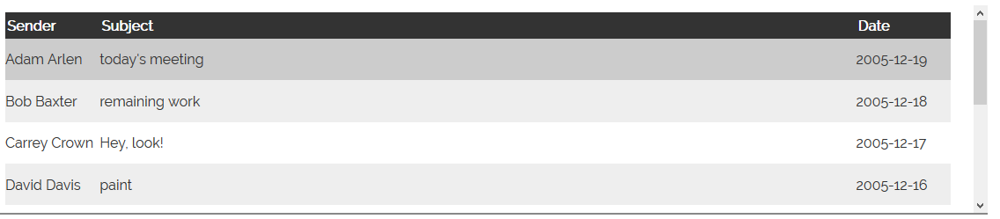 Sender Subject Date
Adam Arlen today's meeting 2005-12-19
Bob Baxter remaining work 2005-12-18
Carrey Crown Hey, look! 2005-12-17
David Davis paint 2005-12-16